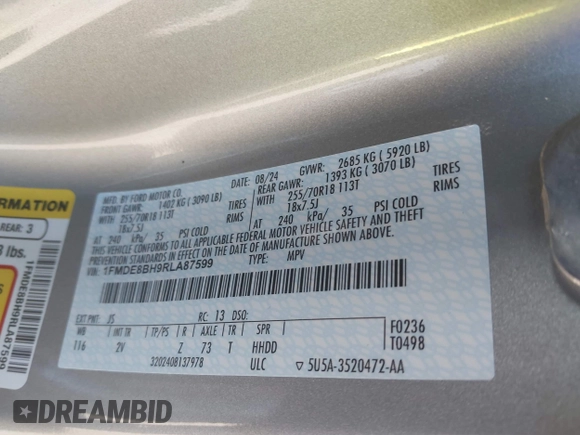 MFD. BY FORD MOTOR CO.
DATE: 08/24
GVWR: 2685 KG ( 5920 LB)
FRONT GAWR: 1402 KG ( 3090 LB)
REAR GAWR: 1393 KG ( 3070 LB)
WITH 255/70R18 113T TIRES
WITH 255/70R18 113T TIRES
18x7.5J RIMS
18x7.5J RIMS
AT 240 kPa/ 35 PSI COLD
AT 240 kPa/ 35 PSI COLD
THIS VEHICLE CONFORMS TO ALL APPLICABLE FEDERAL MOTOR VEHICLE SAFETY AND THEFT
PREVENTION STANDARDS IN EFFECT ON THE DATE OF MANUFACTURE SHOWN ABOVE.
VIN: 1FMDE8BH9RLA87599
TYPE: MPV
EXT PNT: JS RC: 13 DSO:
WB INT TR TP/PS R AXLE TR SPR
116 2V Z 73 T HHDD
F0236
T0498
3202408137978 ULC ▽ 5U5A-3520472-AA
ORMATION
REAR: 3
lbs.
1FMDE8BH9RLA87599
DREAMBID